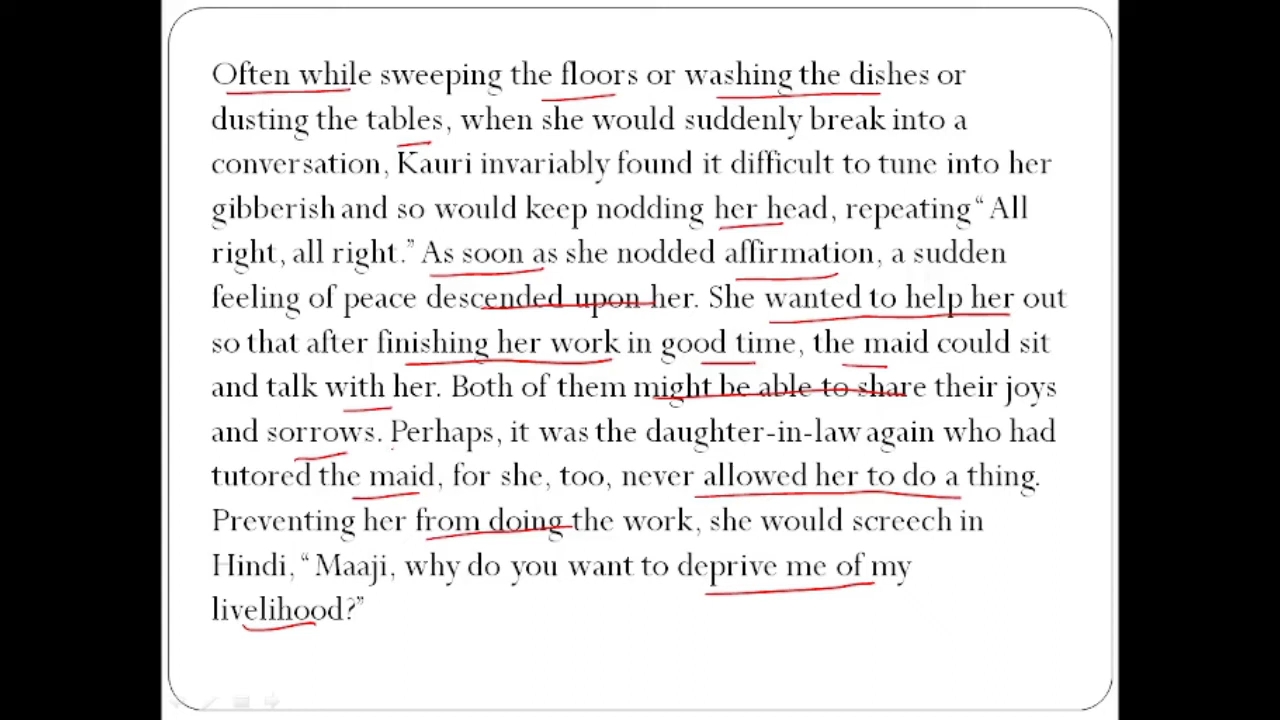 Often while sweeping the floors or washing the dishes or
dusting the tables, when she would suddenly break into a
conversation, Kauri invariably found it difficult to tune into her
gibberish and so would keep nodding her head, repeating “All
right, all right.” As soon as she nodded affirmation, a sudden
feeling of peace descended upon her. She wanted to help her out
so that after finishing her work in good time, the maid could sit
and talk with her. Both of them might be able to share their joys
and sorrows. Perhaps, it was the daughter-in-law again who had
tutored the maid, for she, too, never allowed her to do a thing.
Preventing her from doing the work, she would screech in
Hindi, “Maaji, why do you want to deprive me of my
livelihood?”